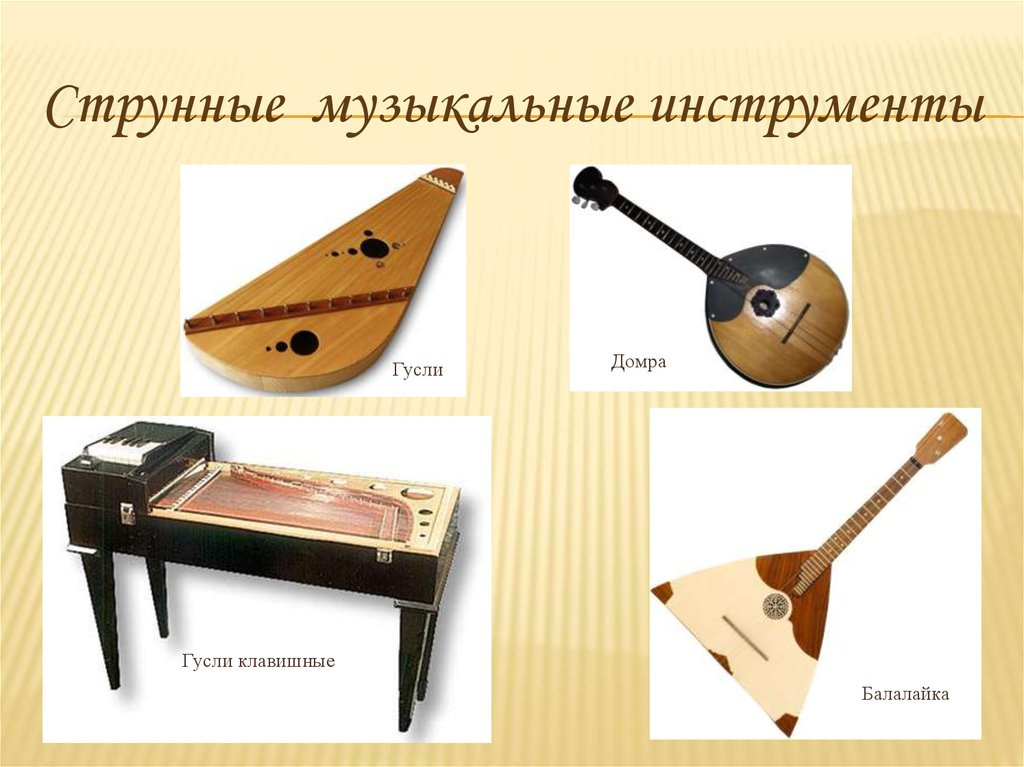 Струнные музыкальные инструменты
Гусли
Домра
Гусли клавишные
Балалайка